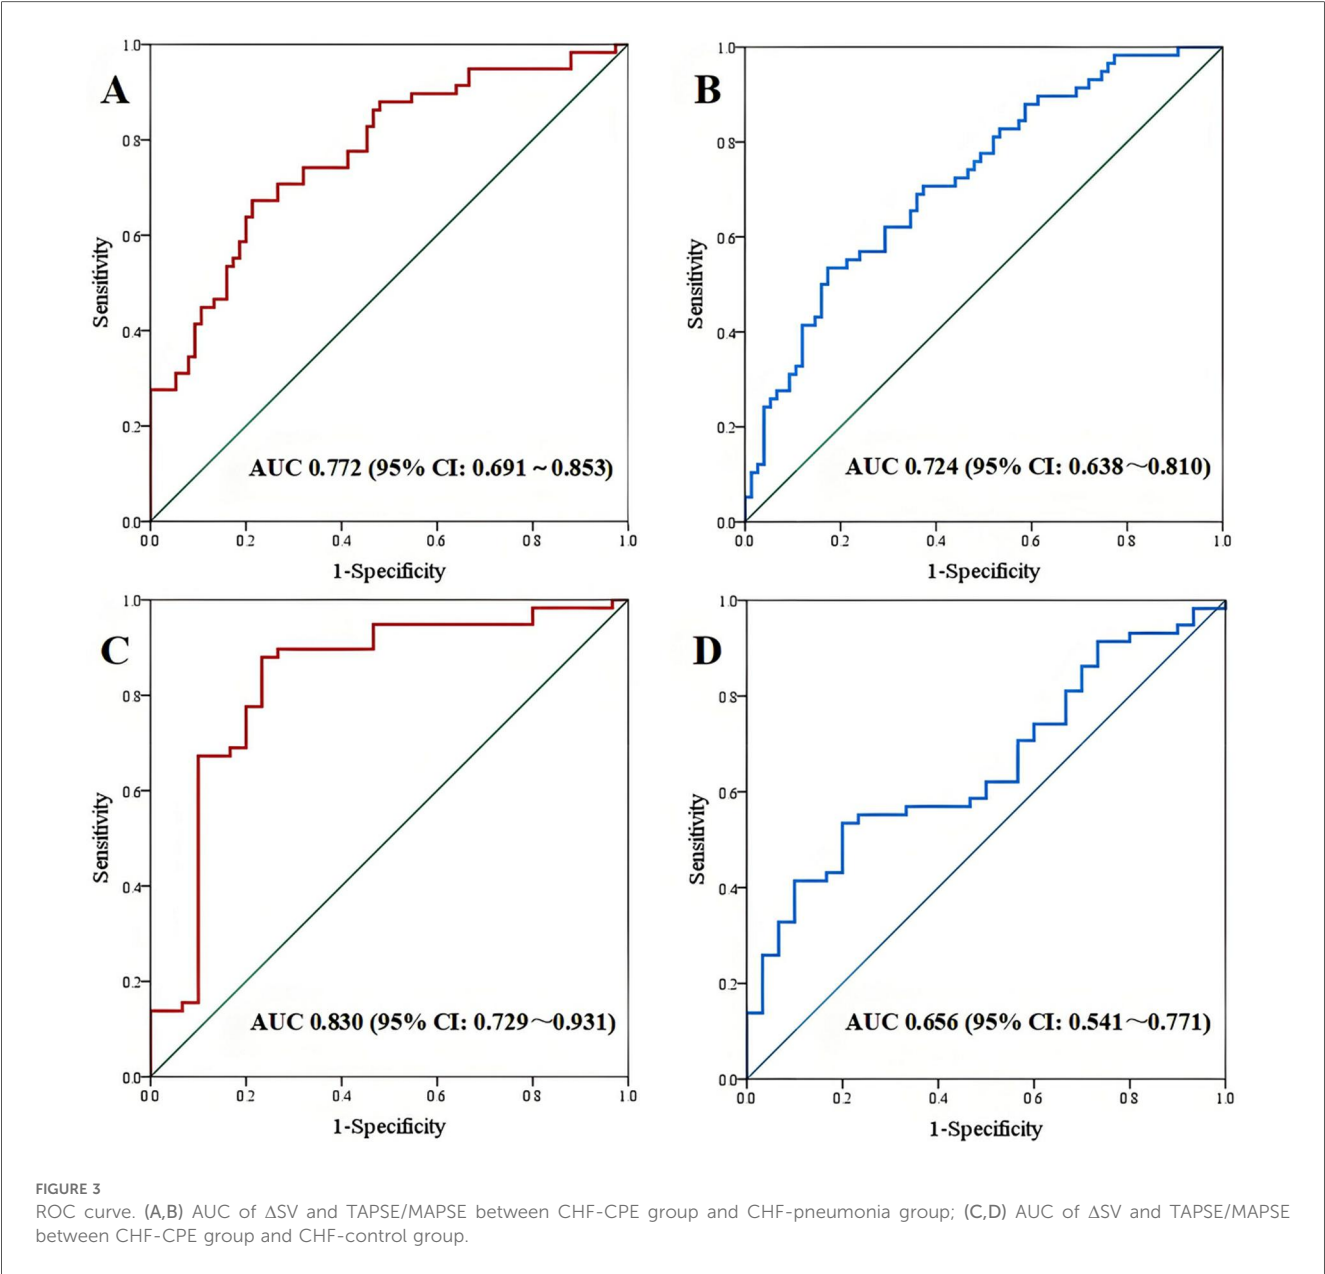 A
1.0
0.8
0.6
0.4
0.2
0.0
0.0 0.2 0.4 0.6 0.8 1.0
Sensitivity
1-Specificity
AUC 0.772 (95% CI: 0.691～0.853)
B
1.0
0.8
0.6
0.4
0.2
0.0
0.0 0.2 0.4 0.6 0.8 1.0
Sensitivity
1-Specificity
AUC 0.724 (95% CI: 0.638～0.810)
C
1.0
0.8
0.6
0.4
0.2
0.0
0.0 0.2 0.4 0.6 0.8 1.0
Sensitivity
1-Specificity
AUC 0.830 (95% CI: 0.729～0.931)
D
1.0
0.8
0.6
0.4
0.2
0.0
0.0 0.2 0.4 0.6 0.8 1.0
Sensitivity
1-Specificity
AUC 0.656 (95% CI: 0.541～0.771)
FIGURE 3
ROC curve. (A,B) AUC of ΔSV and TAPSE/MAPSE between CHF-CPE group and CHF-pneumonia group; (C,D) AUC of ΔSV and TAPSE/MAPSE
between CHF-CPE group and CHF-control group.